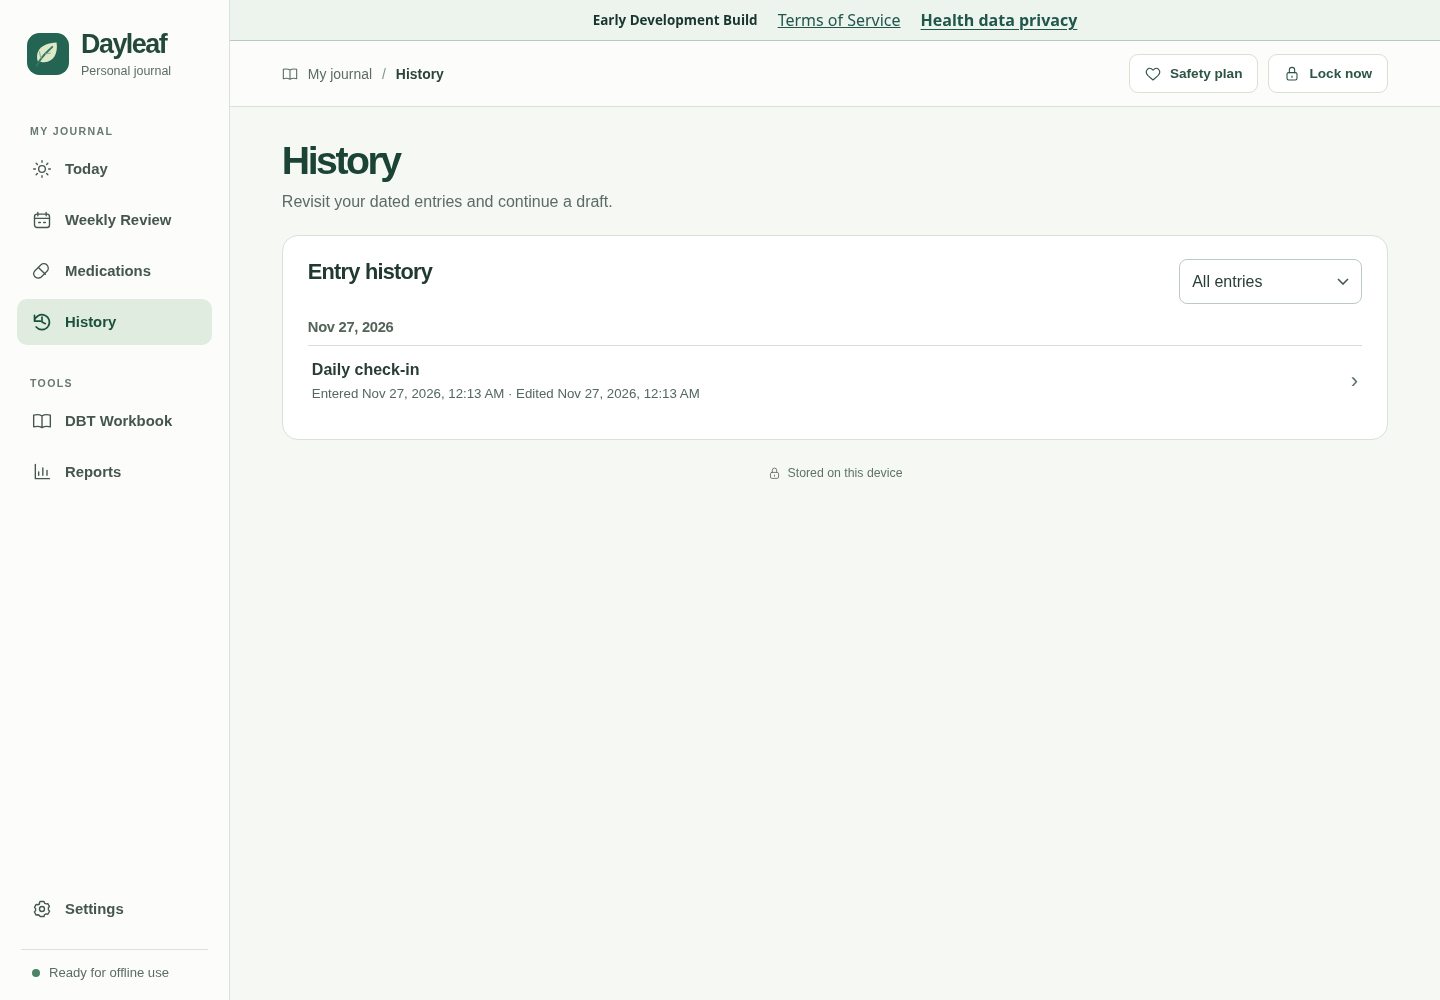 Dayleaf
Personal journal
MY JOURNAL
Today
Weekly Review
Medications
History
TOOLS
DBT Workbook
Reports
Settings
Ready for offline use
Early Development Build Terms of Service Health data privacy
My journal / History
Safety plan
Lock now
History
Revisit your dated entries and continue a draft.
Entry history
All entries
Nov 27, 2026
Daily check-in
Entered Nov 27, 2026, 12:13 AM · Edited Nov 27, 2026, 12:13 AM
Stored on this device